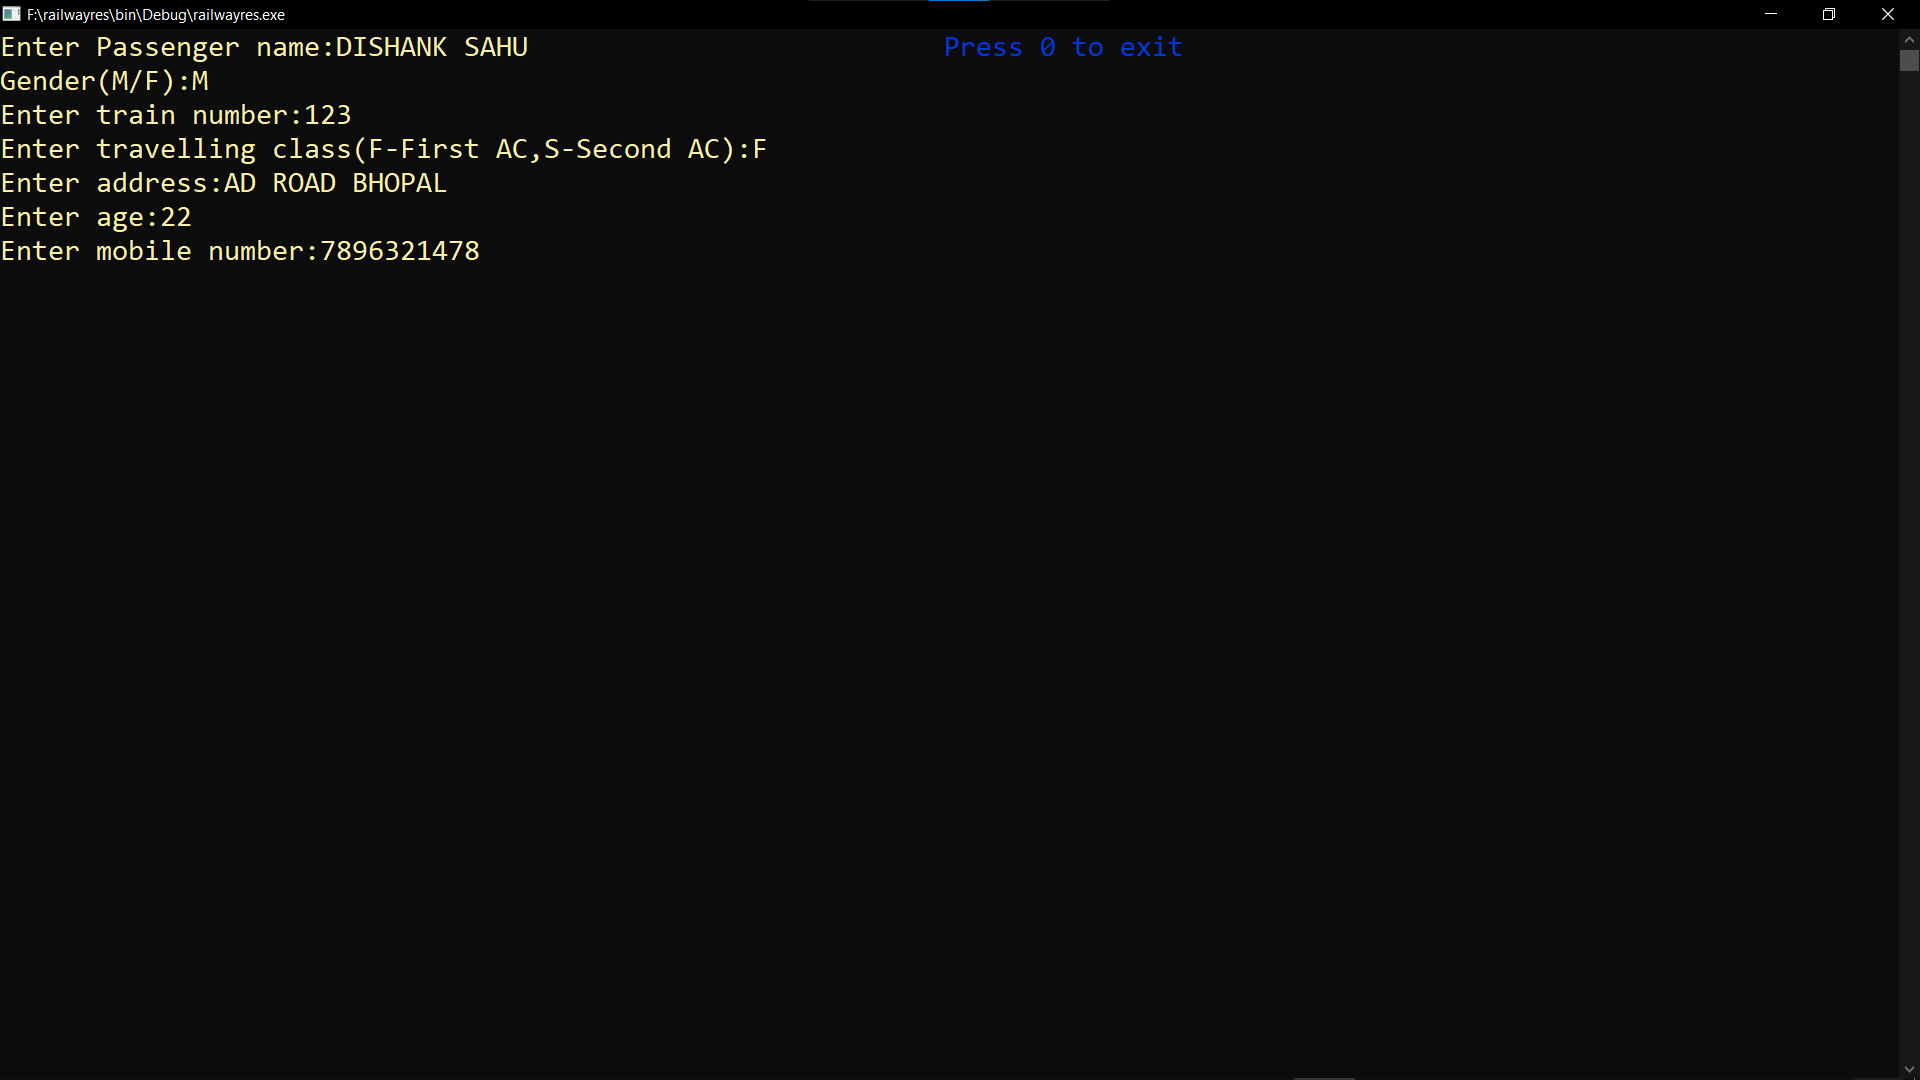 F:\railwayres\bin\Debug\railwayres.exe
Enter Passenger name:DISHANK SAHU Press 0 to exit
Gender(M/F):M
Enter train number:123
Enter travelling class(F-First AC,S-Second AC):F
Enter address:AD ROAD BHOPAL
Enter age:22
Enter mobile number:7896321478